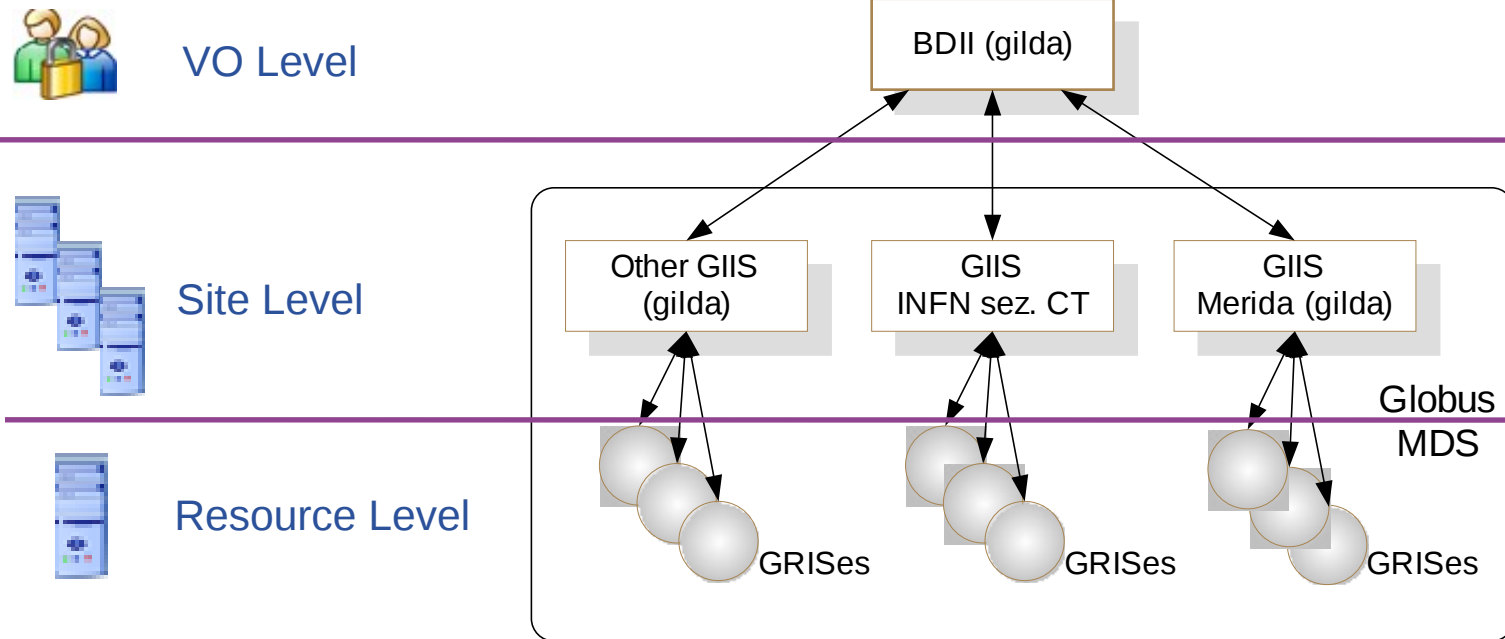 VO Level
BDII (gilda)
Site Level
Other GIIS
(gilda)
GIIS
INFN sez. CT
GIIS
Merida (gilda)
Globus
MDS
Resource Level
GRISes
GRISes
GRISes